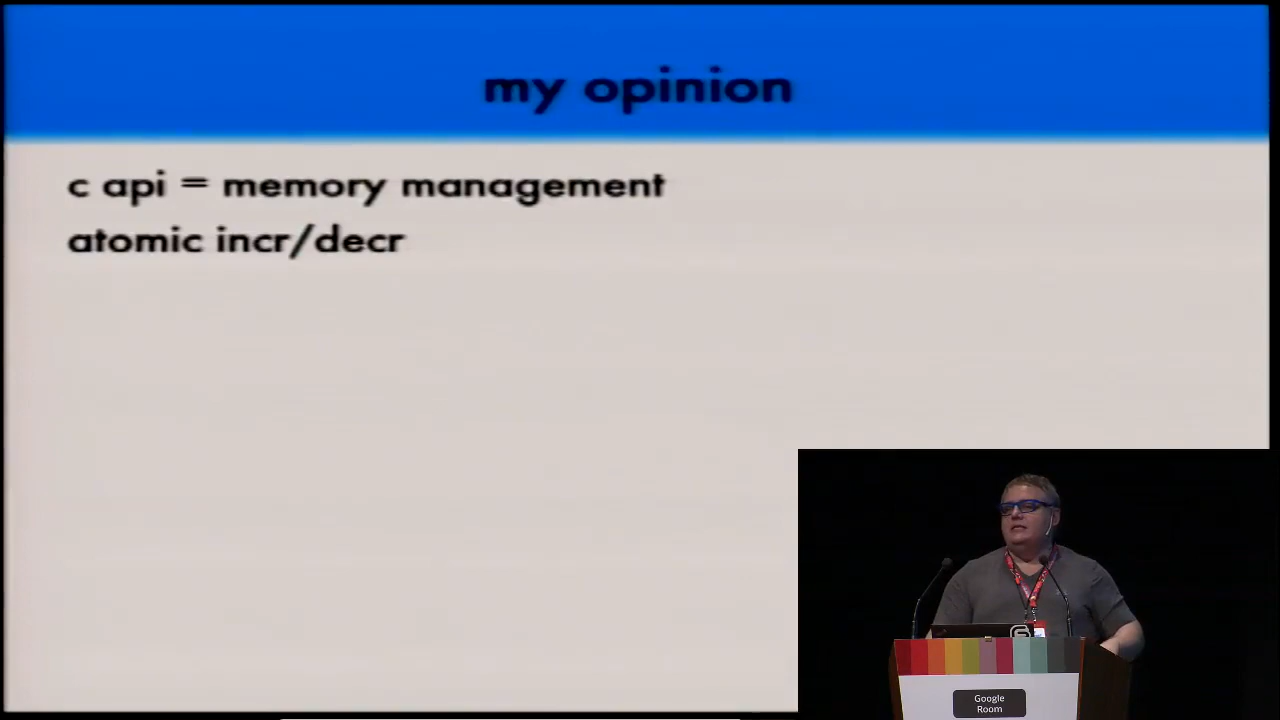 my opinion
c api = memory management
atomic incr/decr
Google
Room